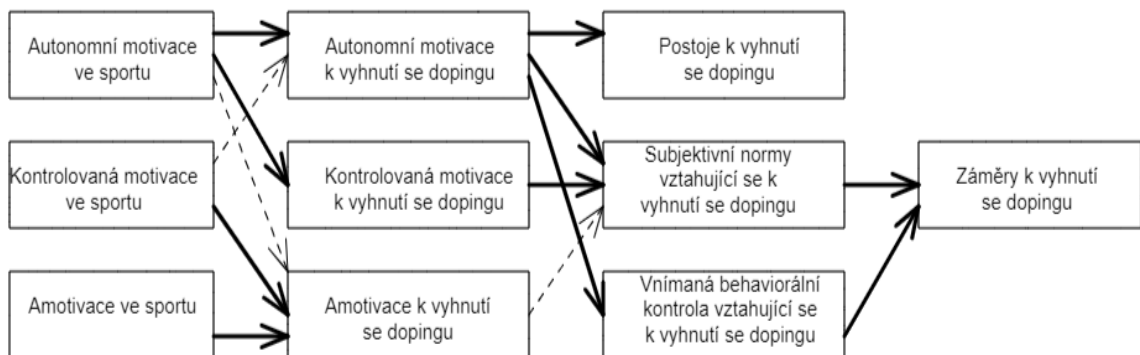 Autonomní motivace
ve sportu
Autonomní motivace
k vyhnutí se dopingu
Postoje k vyhnutí
se dopingu
Kontrolovaná motivace
ve sportu
Kontrolovaná motivace
k vyhnutí se dopingu
Subjektivní normy
vztahující se k
vyhnutí se dopingu
Záměry k vyhnutí
se dopingu
Amotivace ve sportu
Amotivace k vyhnutí
se dopingu
Vnímaná behaviorální
kontrola vztahující se
k vyhnutí se dopingu